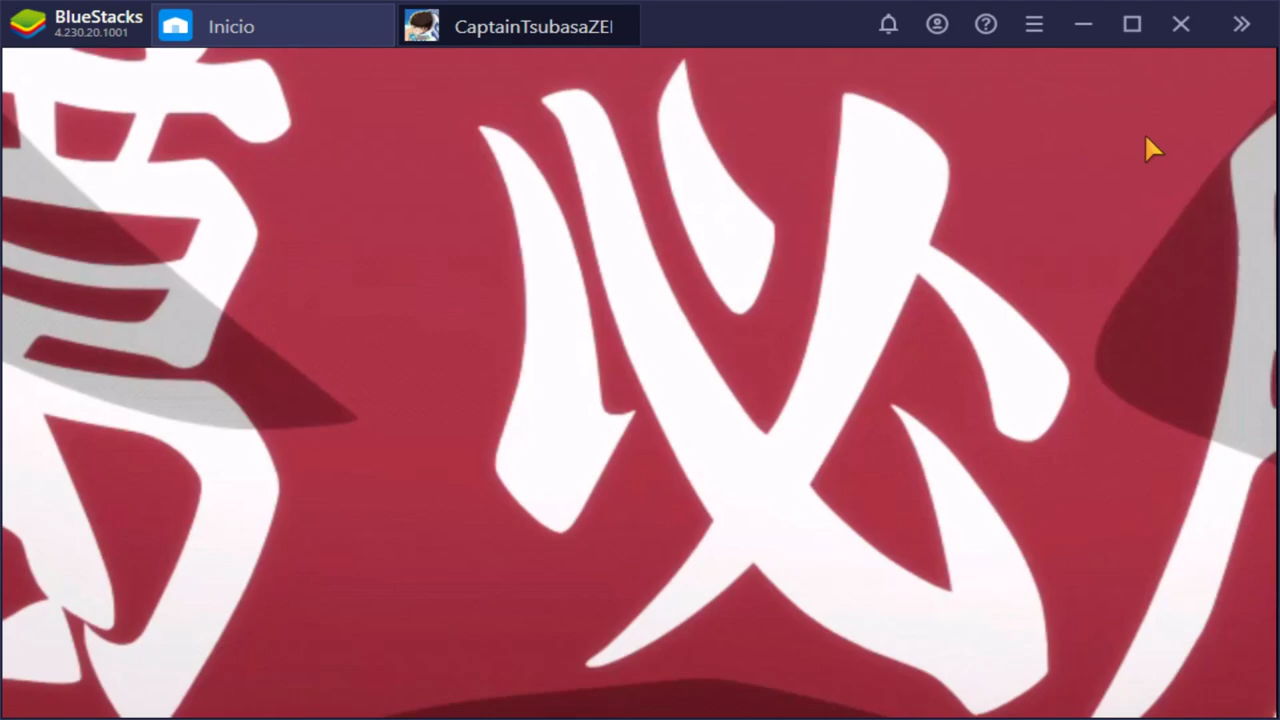 BlueStacks
4.230.20.1001
Inicio
CaptainTsubasaZE
必